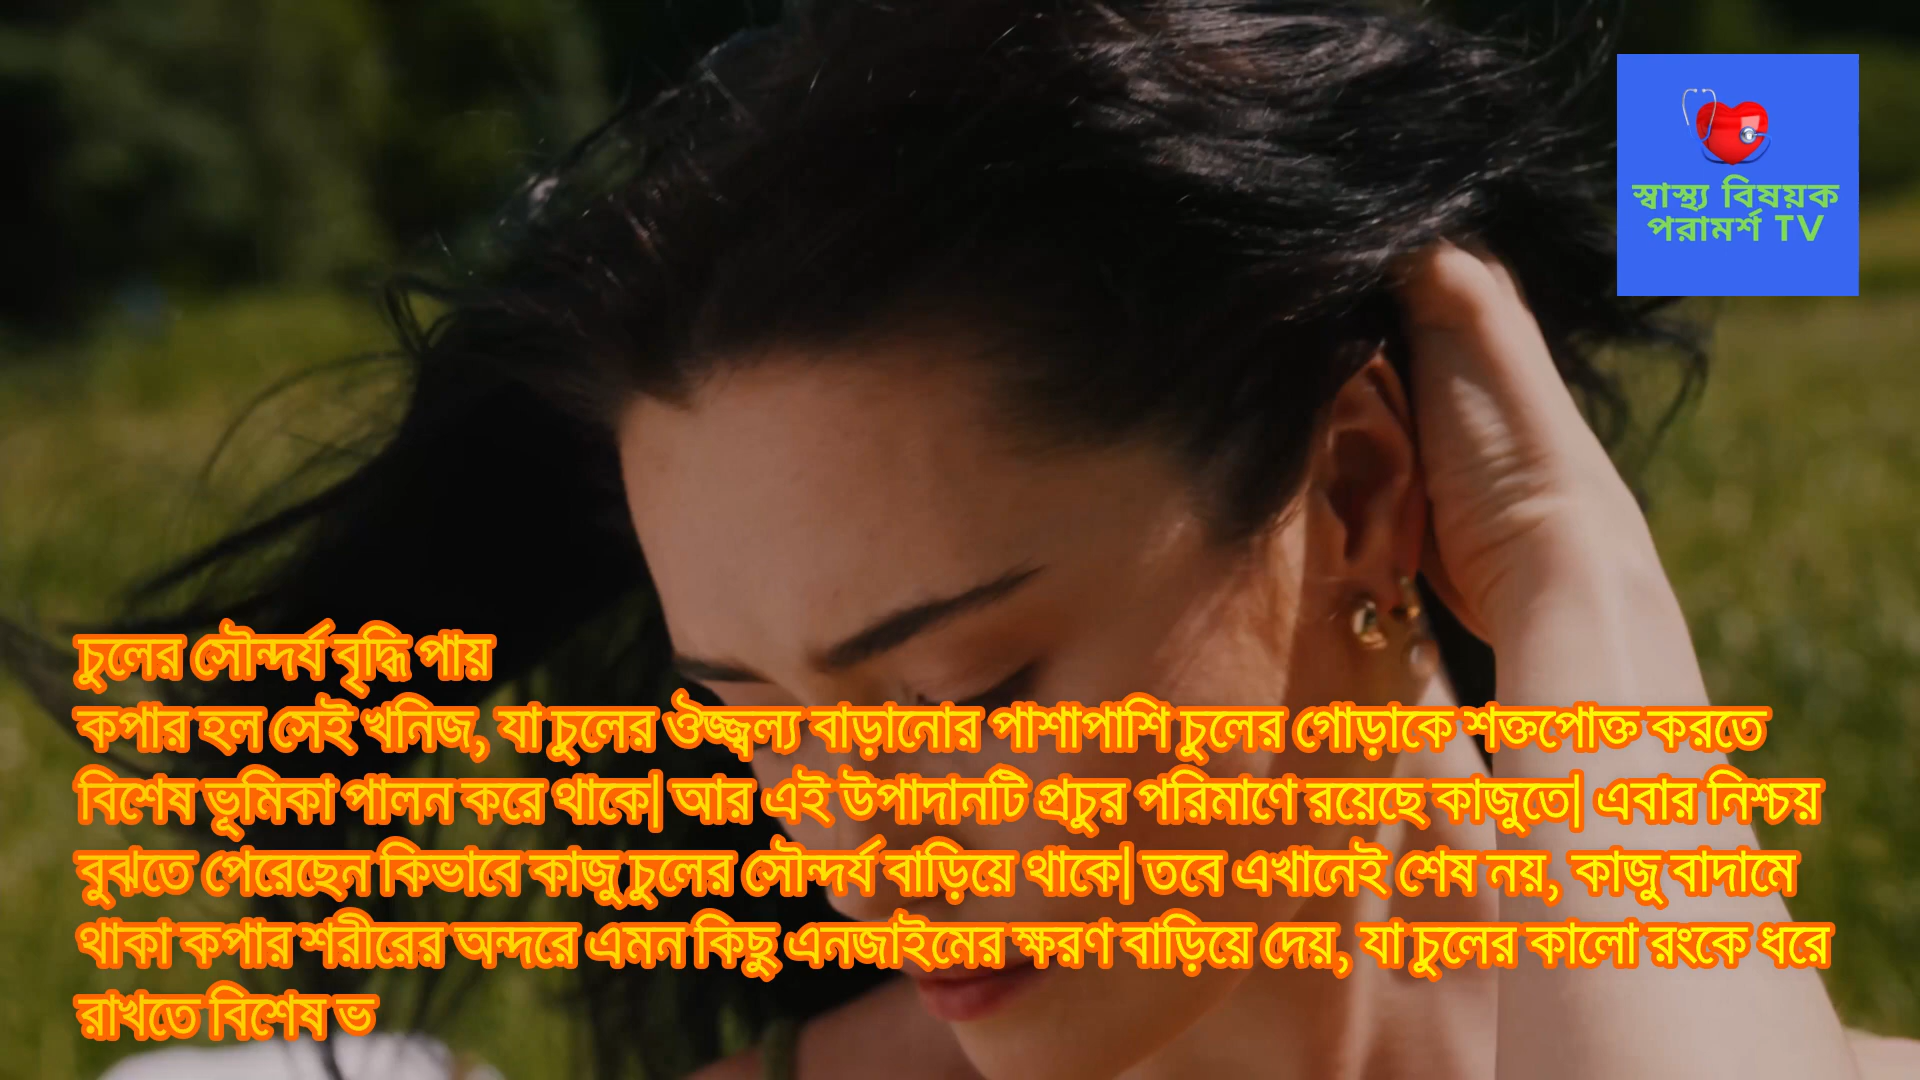 স্বাস্থ্য বিষয়ক
পরামর্শ TV
চুলের সৌন্দর্য বৃদ্ধি পায়
কপার হল সেই খনিজ, যা চুলের ঔজ্জ্বল্য বাড়ানোর পাশাপাশি চুলের গোড়াকে শক্তপোক্ত করতে
বিশেষ ভূমিকা পালন করে থাকে| আর এই উপাদানটি প্রচুর পরিমাণে রয়েছে কাজুতে| এবার নিশ্চয়
বুঝতে পেরেছেন কিভাবে কাজু চুলের সৌন্দর্য বাড়িয়ে থাকে| তবে এখানেই শেষ নয়, কাজু বাদামে
থাকা কপার শরীরের অন্দরে এমন কিছু এনজাইমের ক্ষরণ বাড়িয়ে দেয়, যা চুলের কালো রংকে ধরে
রাখতে বিশেষ ভ